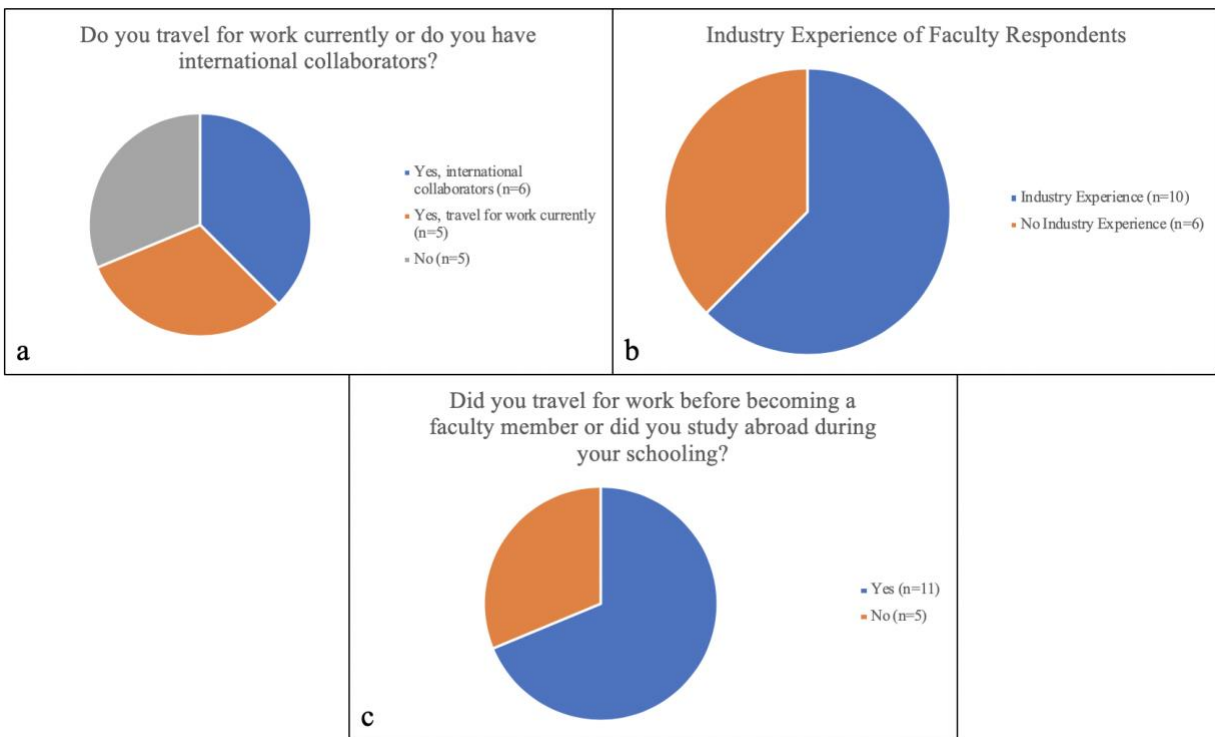 Do you travel for work currently or do you have
international collaborators?
Yes, international
collaborators (n=6)
Yes, travel for work currently
(n=5)
No (n=5)
a
Industry Experience of Faculty Respondents
Industry Experience (n=10)
No Industry Experience (n=6)
b
Did you travel for work before becoming a
faculty member or did you study abroad during
your schooling?
Yes (n=11)
No (n=5)
c